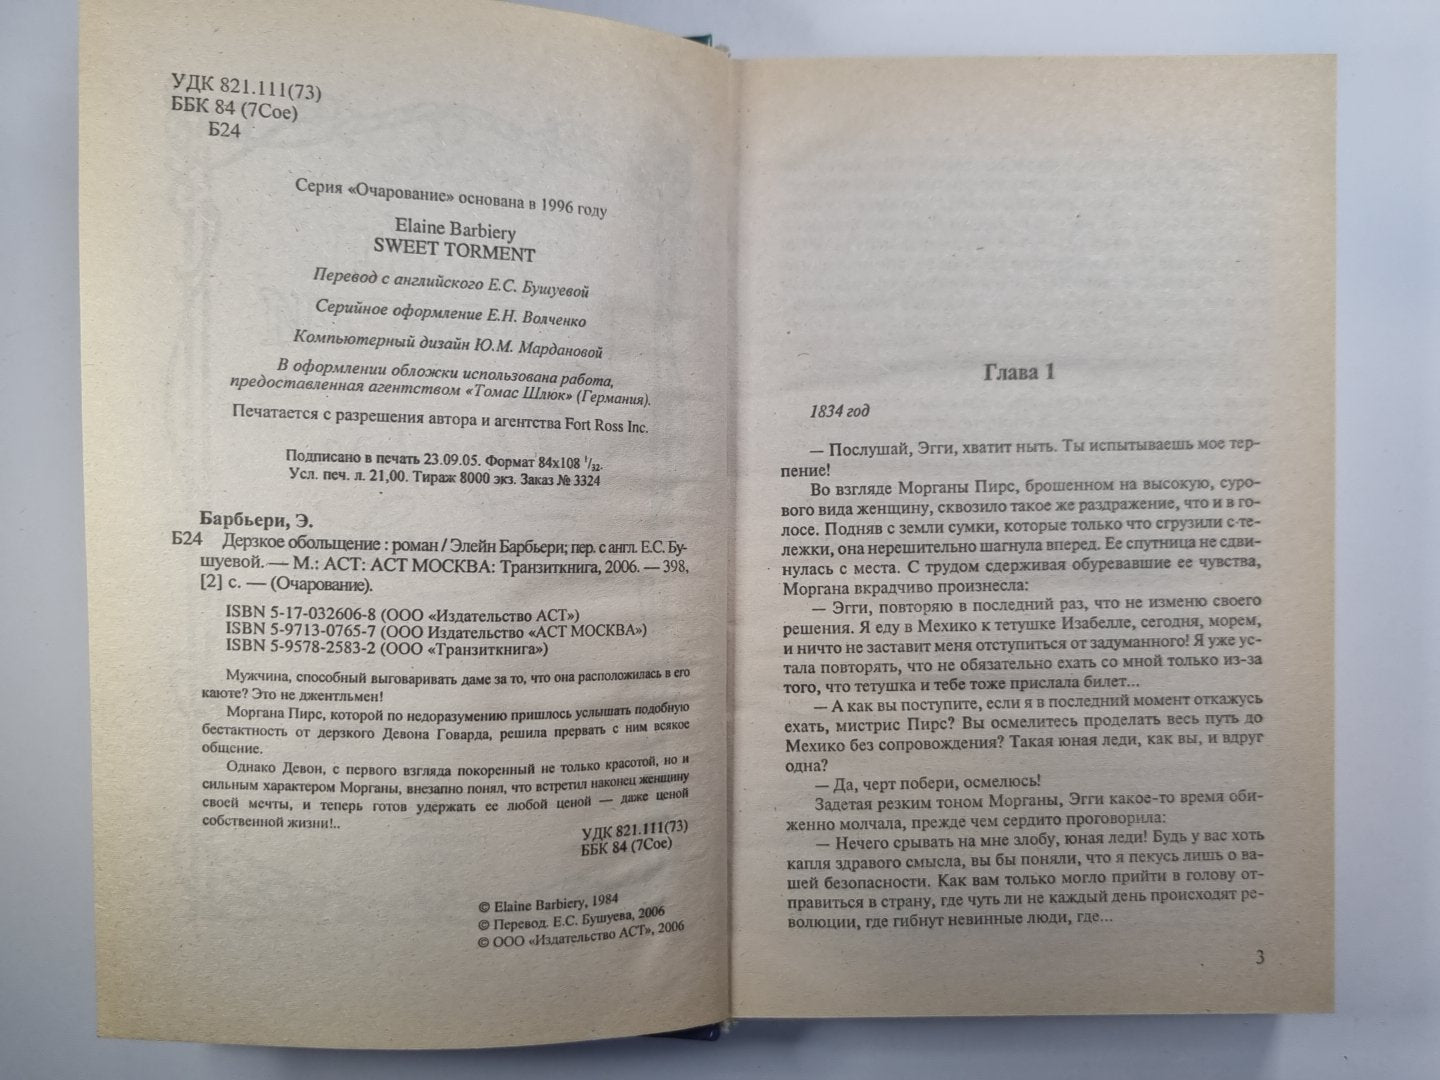 УДК 821.111(73)
ББК 84 (7Сое)
Б24
Серия «Очарование» основана в 1996 году
Elaine Barbiery
SWEET TORMENT
Перевод с английского Е.С. Бушуевой
Серийное оформление Е.Н. Волченко
Компьютерный дизайн Ю.М. Мардановой
В оформлении обложки использована работа,
предоставленная агентством «Томас Шлюк» (Германия).
Печатается с разрешения автора и агентства Fort Ross Inc.
Подписано в печать 23.09.05. Формат 84х108 1/32.
Усл. печ. л. 21,00. Тираж 8000 экз. Заказ № 3324
Барбьери, Э.
Б24 Дерзкое обольщение : роман / Элейн Барбьери; пер. с англ. Е.С. Бу-
шуевой. — М.: АСТ: АСТ МОСКВА: Транзиткнига, 2006. — 398,
[2] с. — (Очарование).
ISBN 5-17-032606-8 (ООО «Издательство АСТ»)
ISBN 5-9713-0765-7 (ООО Издательство «АСТ МОСКВА»)
ISBN 5-9578-2583-2 (ООО «Транзиткнига»)
Мужчина, способный выговаривать даме за то, что она расположилась в его
каюте? Это не джентльмен!
Моргана Пирс, которой по недоразумению пришлось услышать подобную
бестактность от дерзкого Девона Говарда, решила прервать с ним всякое
общение.
Однако Девон, с первого взгляда покоренный не только красотой, но и
сильным характером Морганы, внезапно понял, что встретил наконец женщину
своей мечты, и теперь готов удержать ее любой ценой — даже ценой
собственной жизни!..
УДК 821.111(73)
ББК 84 (7Сое)
© Elaine Barbiery, 1984
© Перевод. Е.С. Бушуева, 2006
© ООО «Издательство АСТ», 2006
Глава 1
1834 год
— Послушай, Эгги, хватит ныть. Ты испытываешь мое тер-
пение!
Во взгляде Морганы Пирс, брошенном на высокую, суро-
вого вида женщину, сквозило такое же раздражение, что и в го-
лосе. Подняв с земли сумки, которые только что сгрузили с те-
лежки, она нерешительно шагнула вперед. Ее спутница не сдви-
нулась с места. С трудом сдерживая обуревавшие ее чувства,
Моргана вкрадчиво произнесла:
— Эгги, повторяю в последний раз, что не изменю своего
решения. Я еду в Мехико к тетушке Изабелле, сегодня, морем,
и ничто не заставит меня отступиться от задуманного! Я уже ус-
тала повторять, что не обязательно ехать со мной только из-за
того, что тетушка и тебе тоже прислала билет...
— А как вы поступите, если я в последний момент откажусь
ехать, мистрис Пирс? Вы осмелитесь проделать весь путь до
Мехико без сопровождения? Такая юная леди, как вы, и вдруг
одна?
— Да, черт побери, осмелюсь!
Задетая резким тоном Морганы, Эгги какое-то время оби-
женно молчала, прежде чем сердито проговорила:
— Нечего срывать на мне злобу, юная леди! Будь у вас хоть
капля здравого смысла, вы бы поняли, что я пекусь лишь о ва-
шей безопасности. Как вам только могло прийти в голову от-
правиться в страну, где чуть ли не каждый день происходят ре-
волюции, где гибнут невинные люди, где...
3